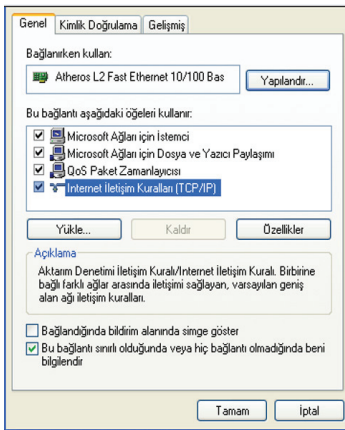 Genel Kimlik Doğrulama Gelişmiş
Bağlanırken kullan:
Atheros L2 Fast Ethernet 10/100 Bas Yapılandır...
Bu bağlantı aşağıdaki öğeleri kullanır:
Microsoft Ağları için İstemci
Microsoft Ağları için Dosya ve Yazıcı Paylaşımı
QoS Paket Zamanlayıcısı
Internet İletişim Kuralları (TCP/IP)
Yükle... Kaldır Özellikler
Açıklama
Aktarım Denetimi İletişim Kuralı/Internet İletişim Kuralı. Birbirine
bağlı farklı ağlar arasında iletişimi sağlayan, varsayılan geniş
alan ağı iletişim kuralları.
Bağlandığında bildirim alanında simge göster
Bu bağlantı sınırlı olduğunda veya hiç bağlantı olmadığında beni
bilgilendir
Tamam İptal